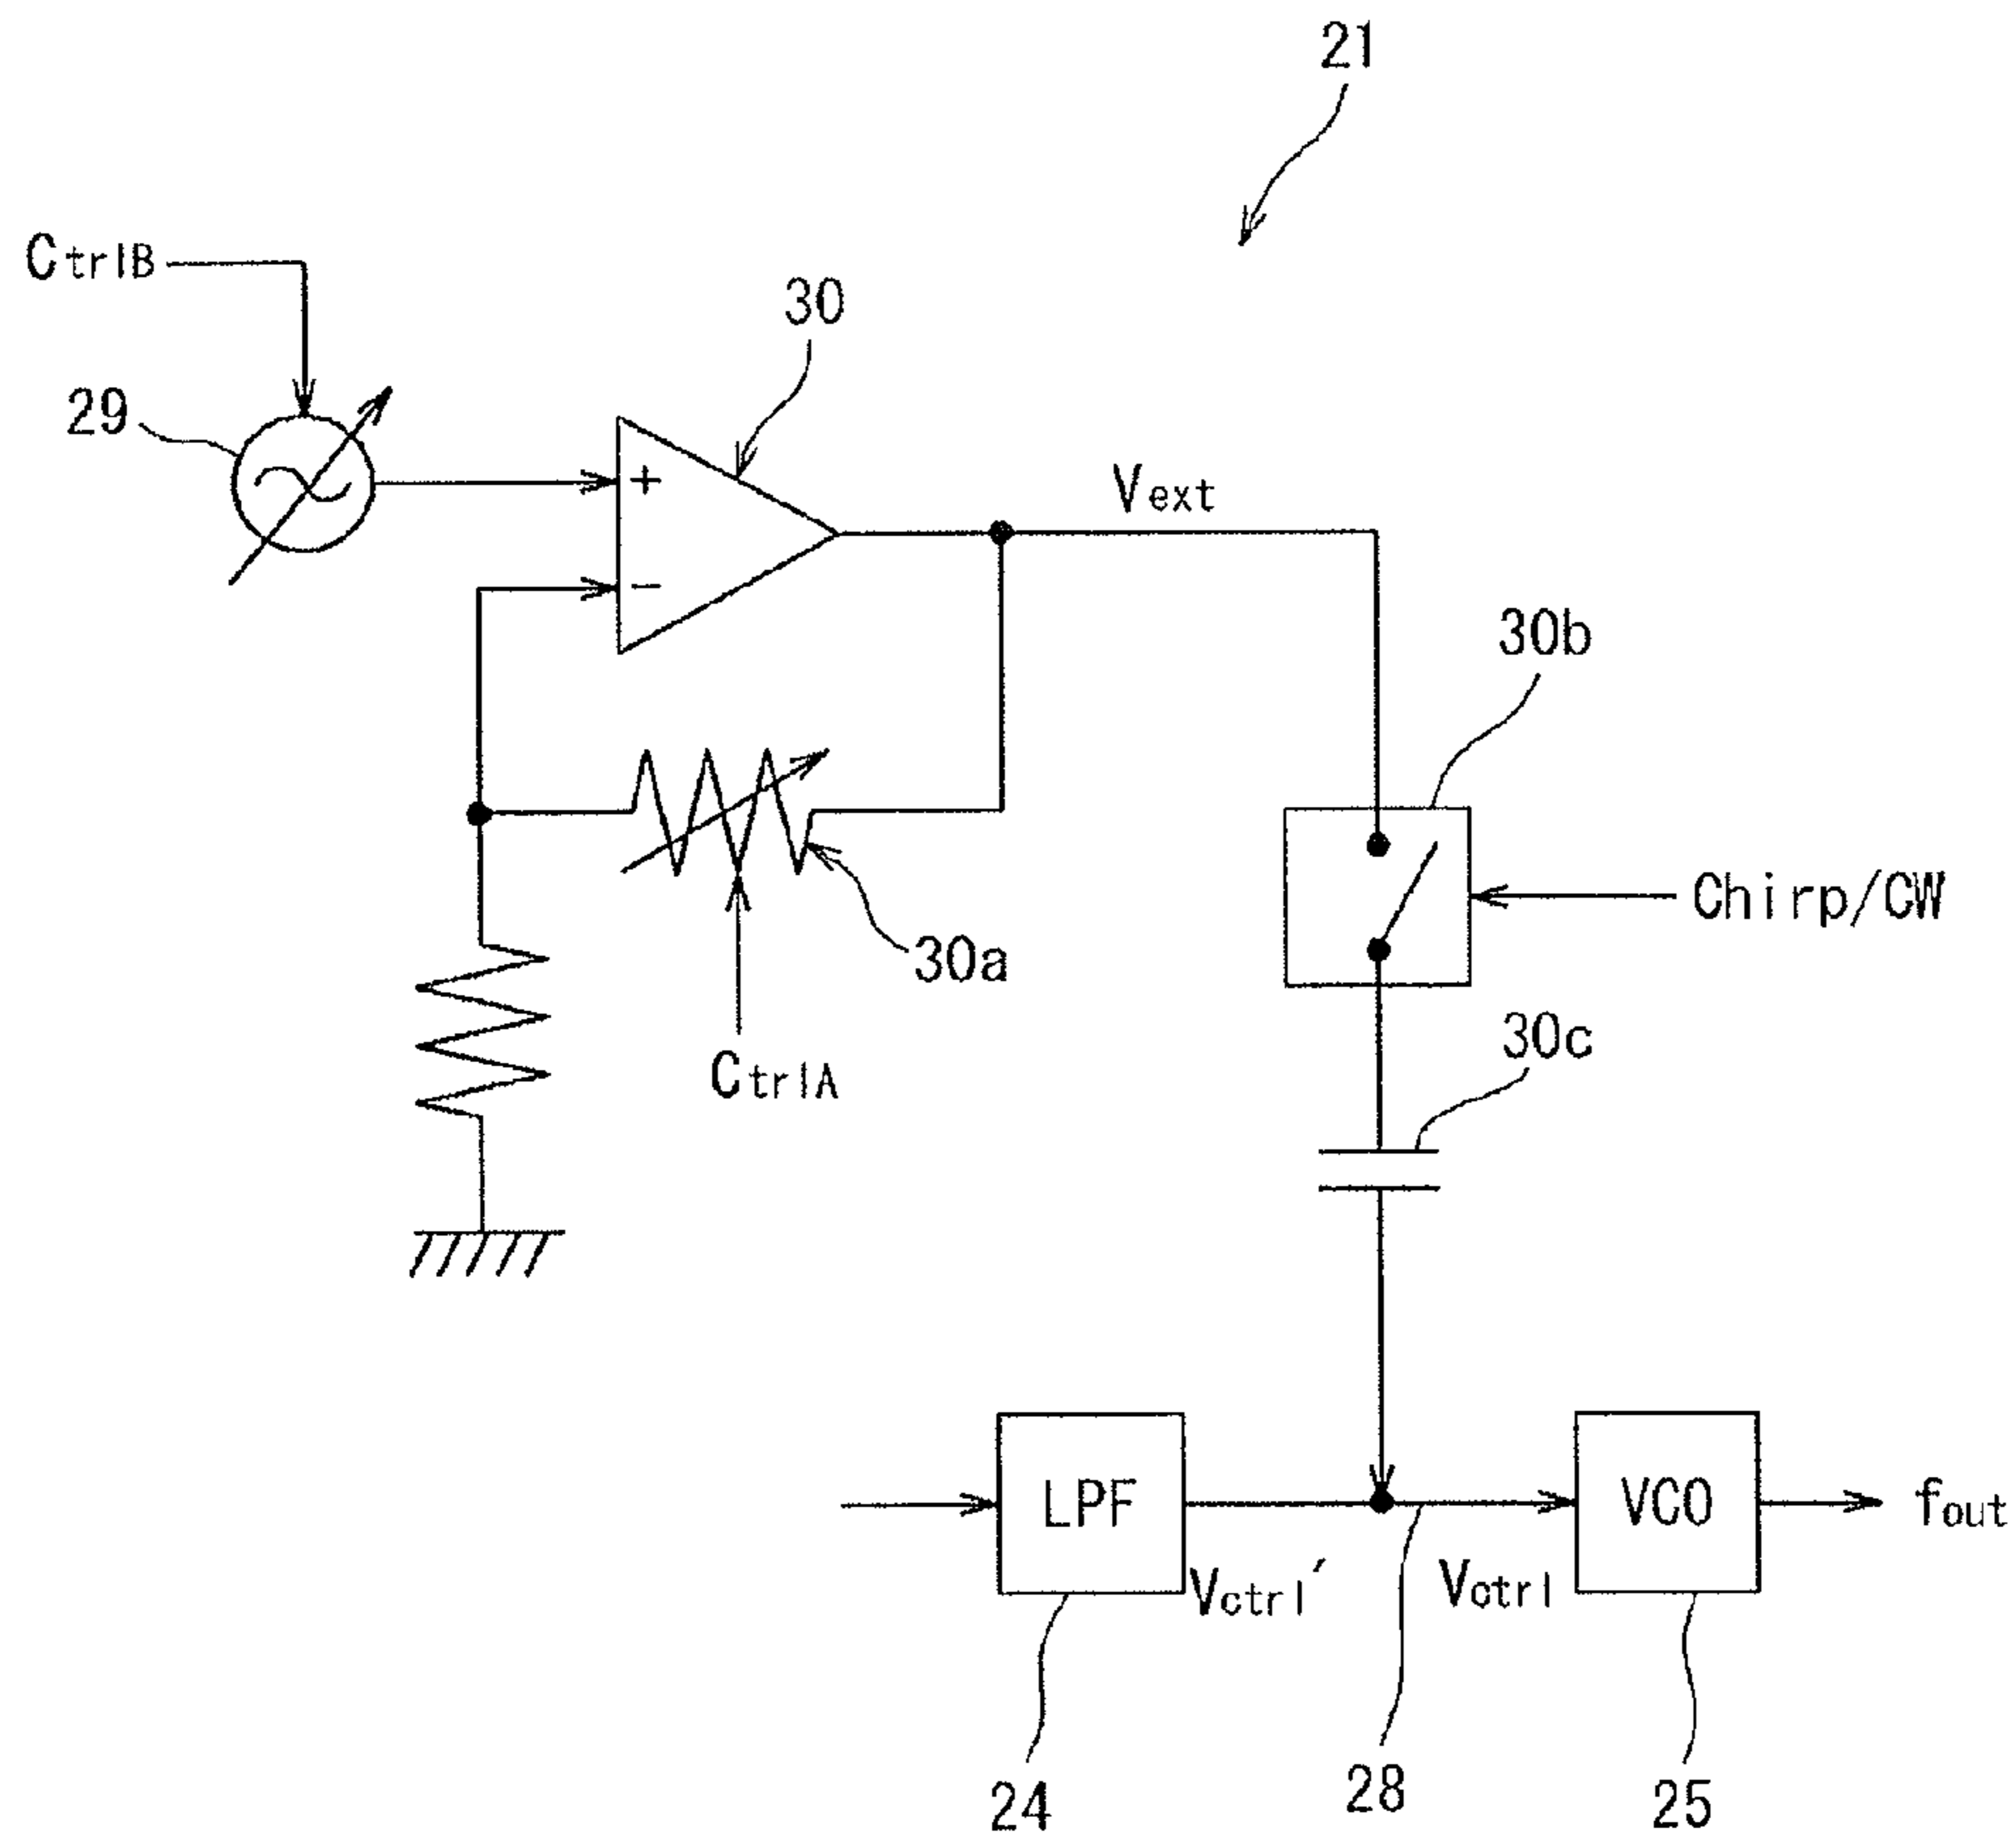 21
CtrlB
30
29
+
Vext
−
30b
Chirp/CW
30a
30c
CtrlA
LPF
VCO
fout
Vctrl′
Vctrl
24
28
25